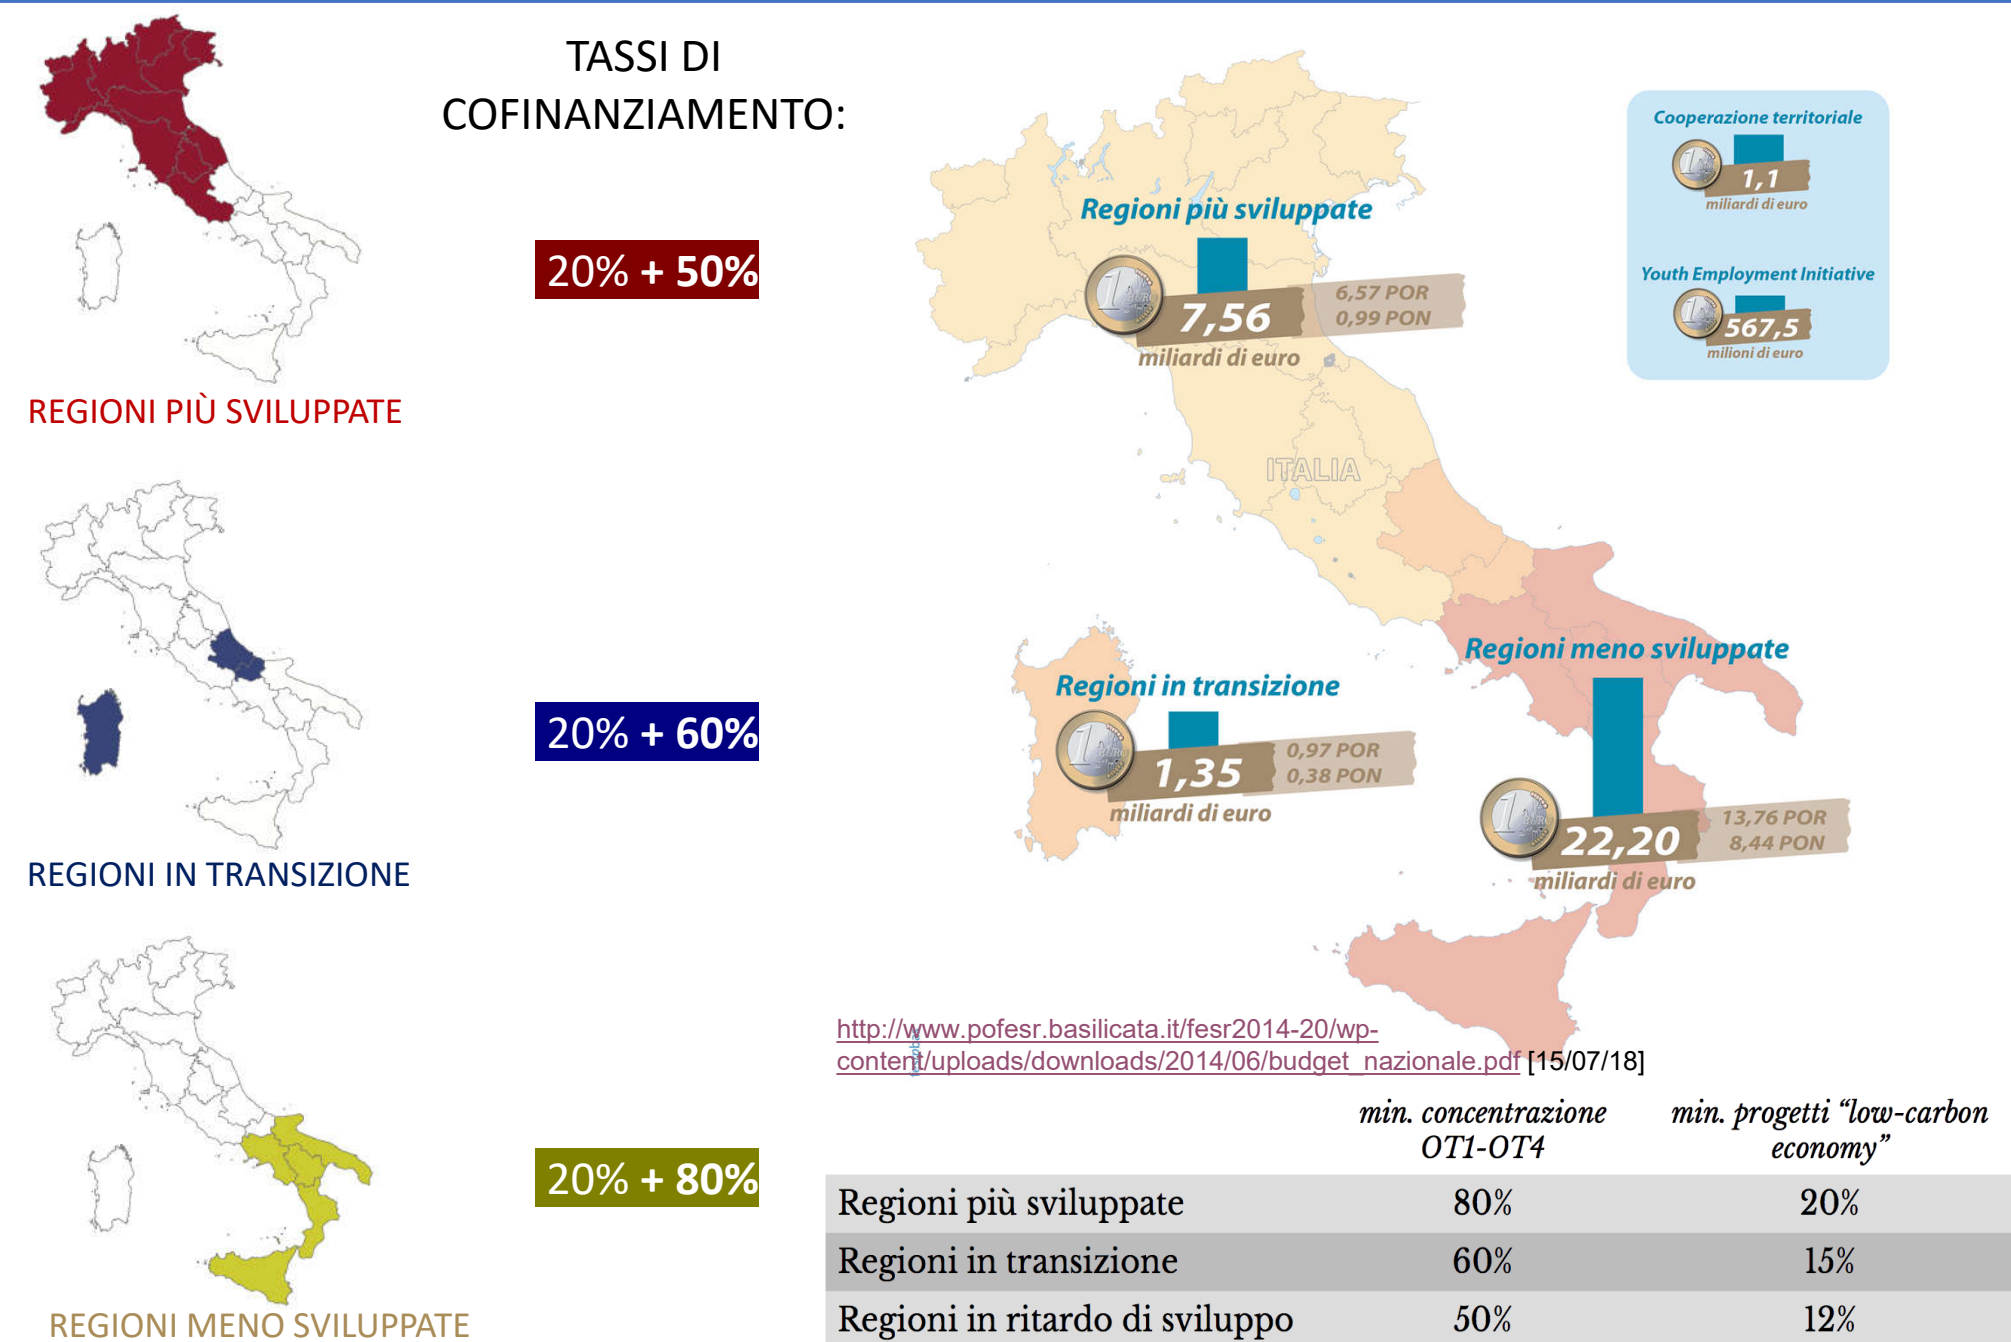 TASSI DI
COFINANZIAMENTO:
20% + 50%
REGIONI PIÙ SVILUPPATE
20% + 60%
REGIONI IN TRANSIZIONE
20% + 80%
REGIONI MENO SVILUPPATE
Cooperazione territoriale
1,1
miliardi di euro
Youth Employment Initiative
567,5
milioni di euro
Regioni più sviluppate
7,56
6,57 POR
0,99 PON
miliardi di euro
ITALIA
Regioni in transizione
1,35
0,97 POR
0,38 PON
miliardi di euro
Regioni meno sviluppate
22,20
13,76 POR
8,44 PON
miliardi di euro
http://www.pofesr.basilicata.it/fesr2014-20/wp-
content/uploads/downloads/2014/06/budget_nazionale.pdf [15/07/18]
min. concentrazione
OT1-OT4
min. progetti “low-carbon
economy”
Regioni più sviluppate 80% 20%
Regioni in transizione 60% 15%
Regioni in ritardo di sviluppo 50% 12%